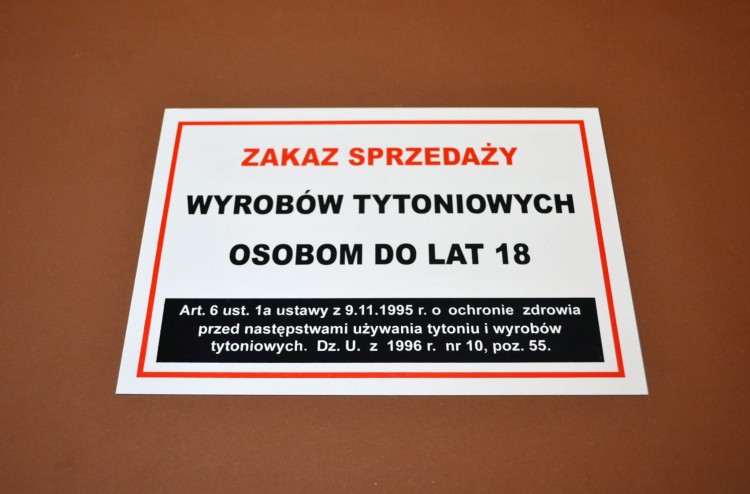 ZAKAZ SPRZEDAŻY
WYROBÓW TYTONIOWYCH
OSOBOM DO LAT 18
Art. 6 ust. 1a ustawy z 9.11.1995 r. o ochronie zdrowia
przed następstwami używania tytoniu i wyrobów
tytoniowych. Dz. U. z 1996 r. nr 10, poz. 55.